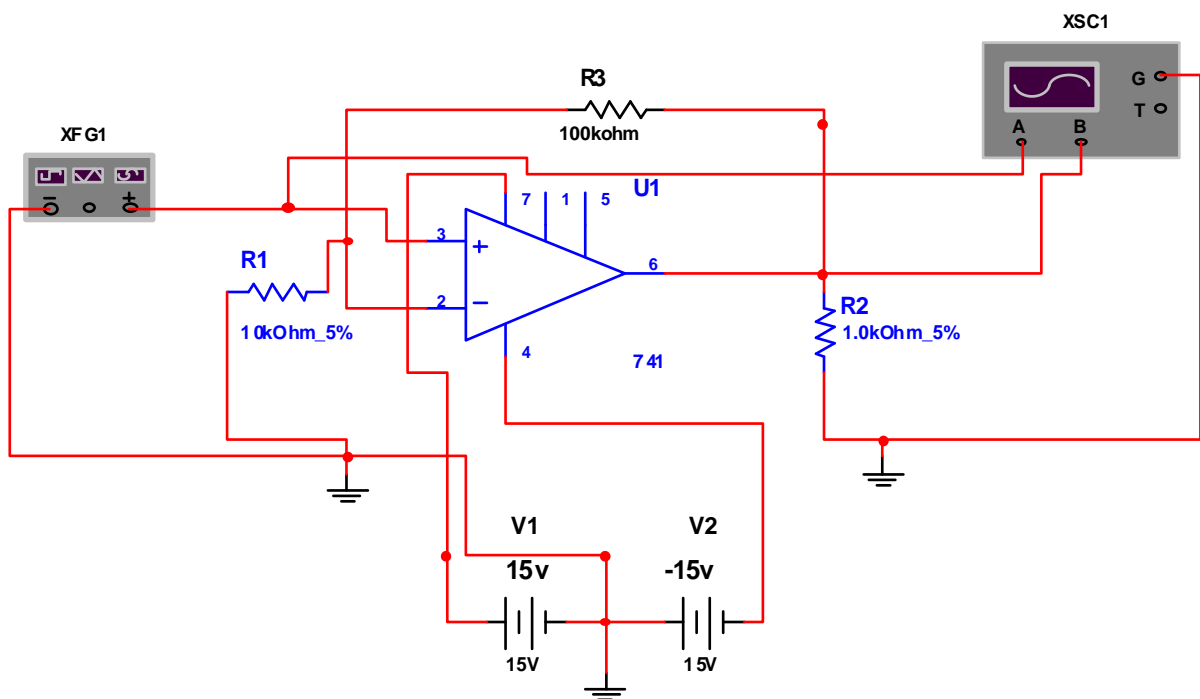 XSC1
G
T
A B
R3
100kohm
XFG1
− +
U1
7 1 5
3 +
6
R1
10kOhm_5%
2 −
R2
1.0kOhm_5%
4
741
V1 V2
15v -15v
15V 15V